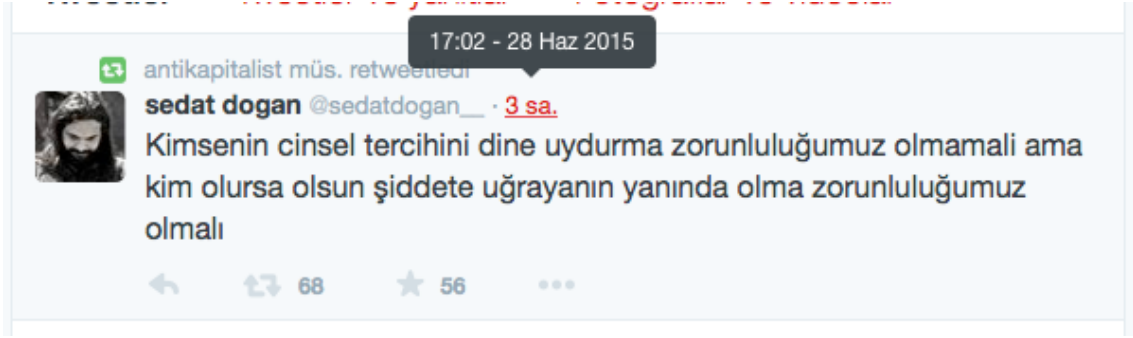 17:02 - 28 Haz 2015
antikapitalist müs. retweetledi
sedat dogan @sedatdogan__ · 3 sa.
Kimsenin cinsel tercihini dine uydurma zorunluluğumuz olmamali ama
kim olursa olsun şiddete uğrayanın yanında olma zorunluluğumuz
olmalı
68 56